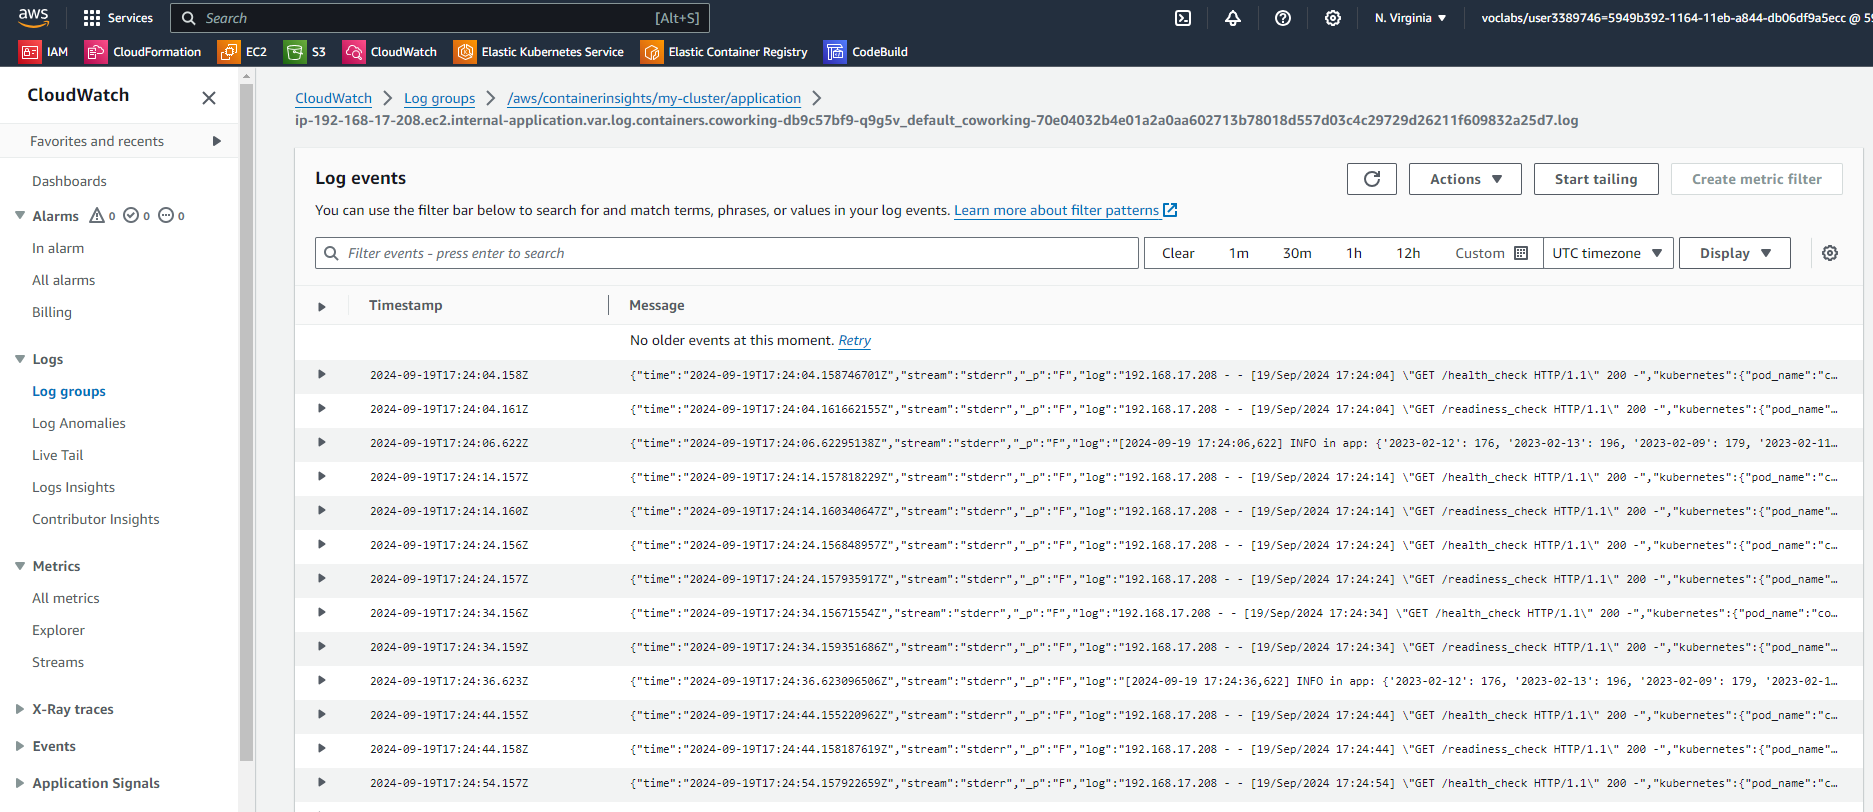 aws
Services
Search [Alt+S]
N. Virginia
voclabs/user3389746=5949b392-1164-11eb-a844-db06df9a5ecc @ 59
IAM CloudFormation EC2 S3 CloudWatch Elastic Kubernetes Service Elastic Container Registry CodeBuild
CloudWatch
Favorites and recents
Dashboards
Alarms 0 0 0
In alarm
All alarms
Billing
Logs
Log groups
Log Anomalies
Live Tail
Logs Insights
Contributor Insights
Metrics
All metrics
Explorer
Streams
X-Ray traces
Events
Application Signals
CloudWatch Log groups /aws/containerinsights/my-cluster/application
ip-192-168-17-208.ec2.internal-application.var.log.containers.coworking-db9c57bf9-q9g5v_default_coworking-70e04032b4e01a2a0aa602713b78018d557d03c4c29729d26211f609832a25d7.log
Log events
Actions
Start tailing
Create metric filter
You can use the filter bar below to search for and match terms, phrases, or values in your log events. Learn more about filter patterns
Filter events - press enter to search
Clear 1m 30m 1h 12h Custom UTC timezone Display
Timestamp Message
No older events at this moment. Retry
2024-09-19T17:24:04.158Z {"time":"2024-09-19T17:24:04.158746701Z","stream":"stderr","_p":"F","log":"192.168.17.208 - - [19/Sep/2024 17:24:04] \"GET /health_check HTTP/1.1\" 200 -","kubernetes":{"pod_name":"c…
2024-09-19T17:24:04.161Z {"time":"2024-09-19T17:24:04.161662155Z","stream":"stderr","_p":"F","log":"192.168.17.208 - - [19/Sep/2024 17:24:04] \"GET /readiness_check HTTP/1.1\" 200 -","kubernetes":{"pod_name"…
2024-09-19T17:24:06.622Z {"time":"2024-09-19T17:24:06.62295138Z","stream":"stderr","_p":"F","log":"[2024-09-19 17:24:06,622] INFO in app: {'2023-02-12': 176, '2023-02-13': 196, '2023-02-09': 179, '2023-02-11…
2024-09-19T17:24:14.157Z {"time":"2024-09-19T17:24:14.157818229Z","stream":"stderr","_p":"F","log":"192.168.17.208 - - [19/Sep/2024 17:24:14] \"GET /health_check HTTP/1.1\" 200 -","kubernetes":{"pod_name":"c…
2024-09-19T17:24:14.160Z {"time":"2024-09-19T17:24:14.160340647Z","stream":"stderr","_p":"F","log":"192.168.17.208 - - [19/Sep/2024 17:24:14] \"GET /readiness_check HTTP/1.1\" 200 -","kubernetes":{"pod_name"…
2024-09-19T17:24:24.156Z {"time":"2024-09-19T17:24:24.156848957Z","stream":"stderr","_p":"F","log":"192.168.17.208 - - [19/Sep/2024 17:24:24] \"GET /health_check HTTP/1.1\" 200 -","kubernetes":{"pod_name":"c…
2024-09-19T17:24:24.157Z {"time":"2024-09-19T17:24:24.157935917Z","stream":"stderr","_p":"F","log":"192.168.17.208 - - [19/Sep/2024 17:24:24] \"GET /readiness_check HTTP/1.1\" 200 -","kubernetes":{"pod_name"…
2024-09-19T17:24:34.156Z {"time":"2024-09-19T17:24:34.15671554Z","stream":"stderr","_p":"F","log":"192.168.17.208 - - [19/Sep/2024 17:24:34] \"GET /health_check HTTP/1.1\" 200 -","kubernetes":{"pod_name":"co…
2024-09-19T17:24:34.159Z {"time":"2024-09-19T17:24:34.159351686Z","stream":"stderr","_p":"F","log":"192.168.17.208 - - [19/Sep/2024 17:24:34] \"GET /readiness_check HTTP/1.1\" 200 -","kubernetes":{"pod_name"…
2024-09-19T17:24:36.623Z {"time":"2024-09-19T17:24:36.623096506Z","stream":"stderr","_p":"F","log":"[2024-09-19 17:24:36,622] INFO in app: {'2023-02-12': 176, '2023-02-13': 196, '2023-02-09': 179, '2023-02-1…
2024-09-19T17:24:44.155Z {"time":"2024-09-19T17:24:44.155220962Z","stream":"stderr","_p":"F","log":"192.168.17.208 - - [19/Sep/2024 17:24:44] \"GET /health_check HTTP/1.1\" 200 -","kubernetes":{"pod_name":"c…
2024-09-19T17:24:44.158Z {"time":"2024-09-19T17:24:44.158187619Z","stream":"stderr","_p":"F","log":"192.168.17.208 - - [19/Sep/2024 17:24:44] \"GET /readiness_check HTTP/1.1\" 200 -","kubernetes":{"pod_name"…
2024-09-19T17:24:54.157Z {"time":"2024-09-19T17:24:54.157922659Z","stream":"stderr","_p":"F","log":"192.168.17.208 - - [19/Sep/2024 17:24:54] \"GET /health_check HTTP/1.1\" 200 -","kubernetes":{"pod_name":"c…